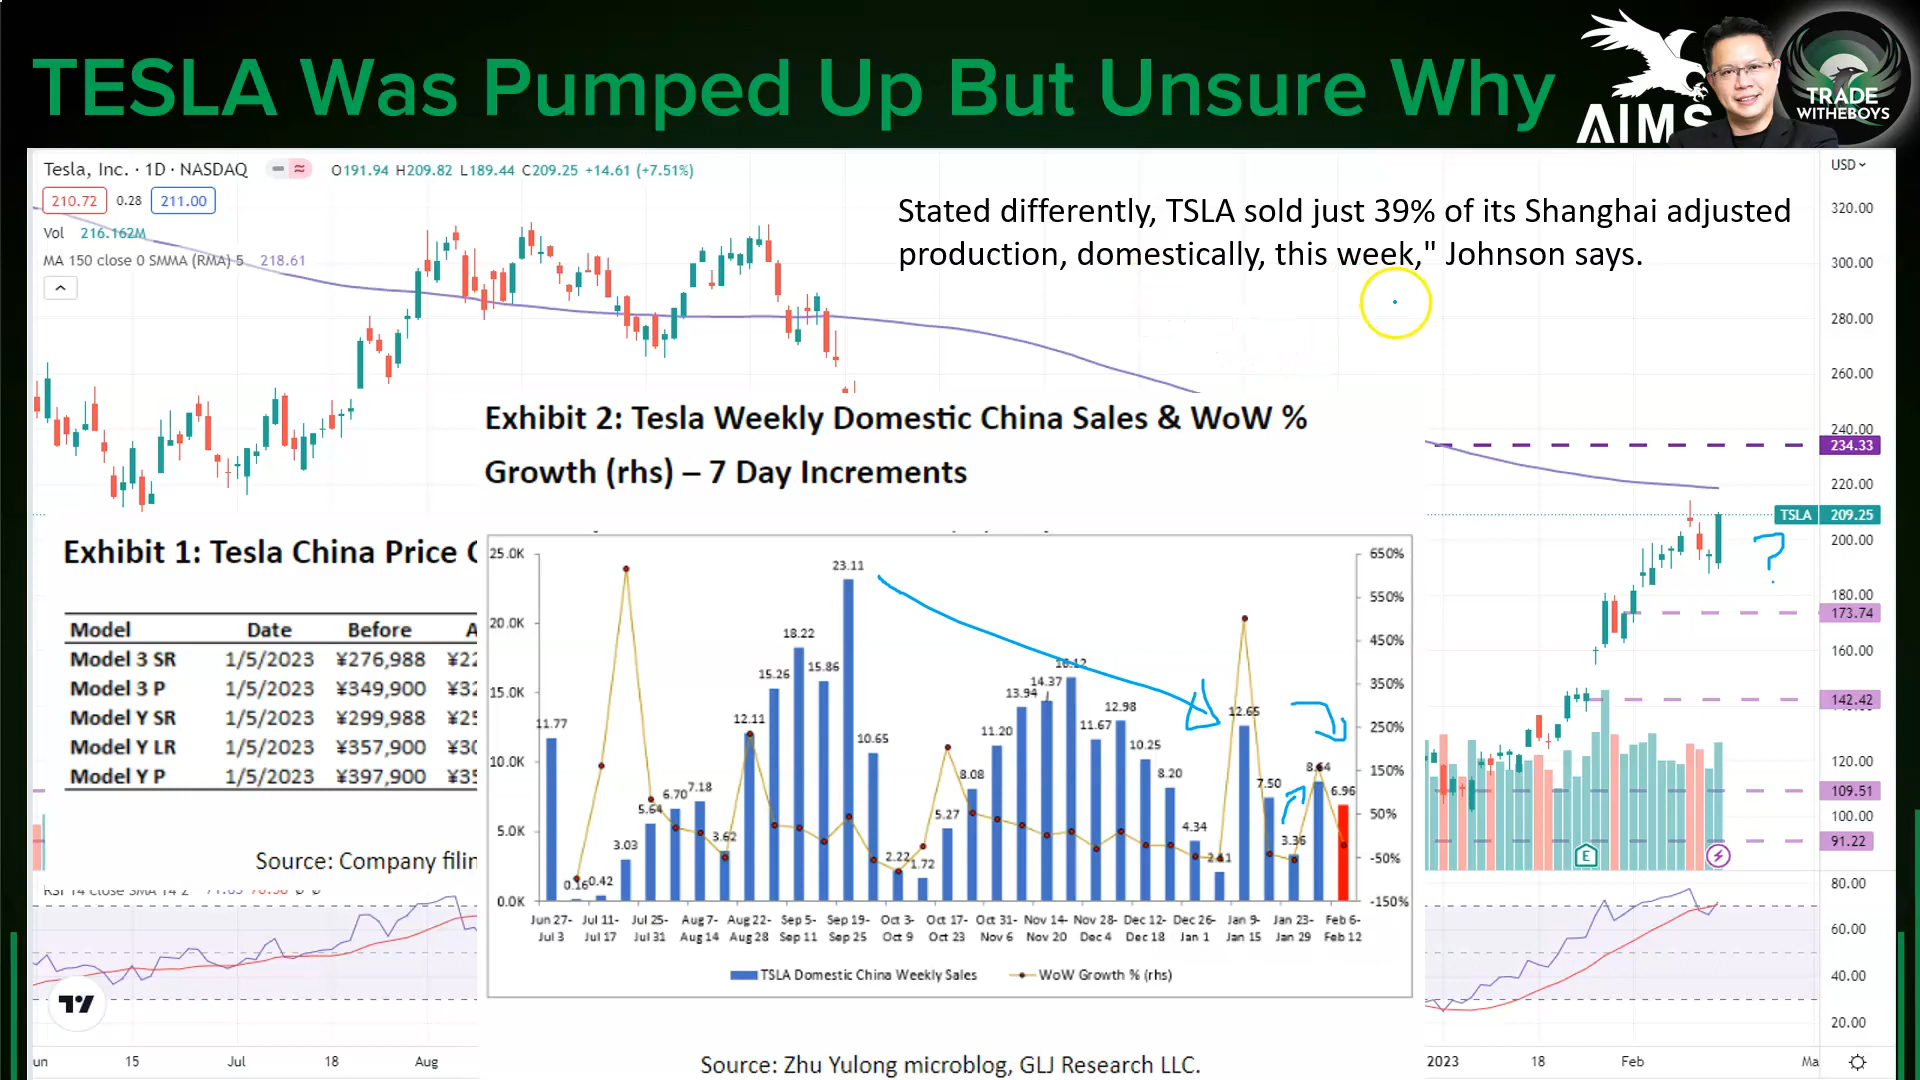 TESLA Was Pumped Up But Unsure Why
AIMS
TRADE
WITHEBOYS
Tesla, Inc. · 1D · NASDAQ
O191.94 H209.82 L189.44 C209.25 +14.61 (+7.51%)
210.72 0.28 211.00
Vol 216.162M
MA 150 close 0 SMMA (RMA) 5 218.61
Stated differently, TSLA sold just 39% of its Shanghai adjusted
production, domestically, this week," Johnson says.
USD
320.00
300.00
280.00
260.00
240.00
234.33
220.00
TSLA 209.25
200.00
?
180.00
173.74
160.00
142.42
120.00
109.51
100.00
91.22
80.00
60.00
40.00
20.00
Exhibit 1: Tesla China Price
Model Date Before
Model 3 SR 1/5/2023 ¥276,988 ¥22
Model 3 P 1/5/2023 ¥349,900 ¥32
Model Y SR 1/5/2023 ¥299,988 ¥25
Model Y LR 1/5/2023 ¥357,900 ¥30
Model Y P 1/5/2023 ¥397,900 ¥35
Source: Company filin
Exhibit 2: Tesla Weekly Domestic China Sales & WoW %
Growth (rhs) – 7 Day Increments
25.0K
20.0K
15.0K
10.0K
5.0K
0.0K
650%
550%
450%
350%
250%
150%
50%
-50%
-150%
11.77 0.16 0.42 3.03 5.64 6.70 7.18 3.62 12.11 15.26 18.22 15.86 23.11 10.65 2.22 1.72 5.27 8.08 11.20 13.94 14.37 16.12 11.67 12.98 10.25 8.20 4.34 2.11 12.65 7.50 3.36 8.64 6.96
Jun 27- Jul 11- Jul 25- Aug 7- Aug 22- Sep 5- Sep 19- Oct 3- Oct 17- Oct 31- Nov 14- Nov 28- Dec 12- Dec 26- Jan 9- Jan 23- Feb 6-
Jul 3 Jul 17 Jul 31 Aug 14 Aug 28 Sep 11 Sep 25 Oct 9 Oct 23 Nov 6 Nov 20 Dec 4 Dec 18 Jan 1 Jan 15 Jan 29 Feb 12
TSLA Domestic China Weekly Sales WoW Growth % (rhs)
Source: Zhu Yulong microblog, GLJ Research LLC.
E
15 Jul 18 Aug
2023 18 Feb